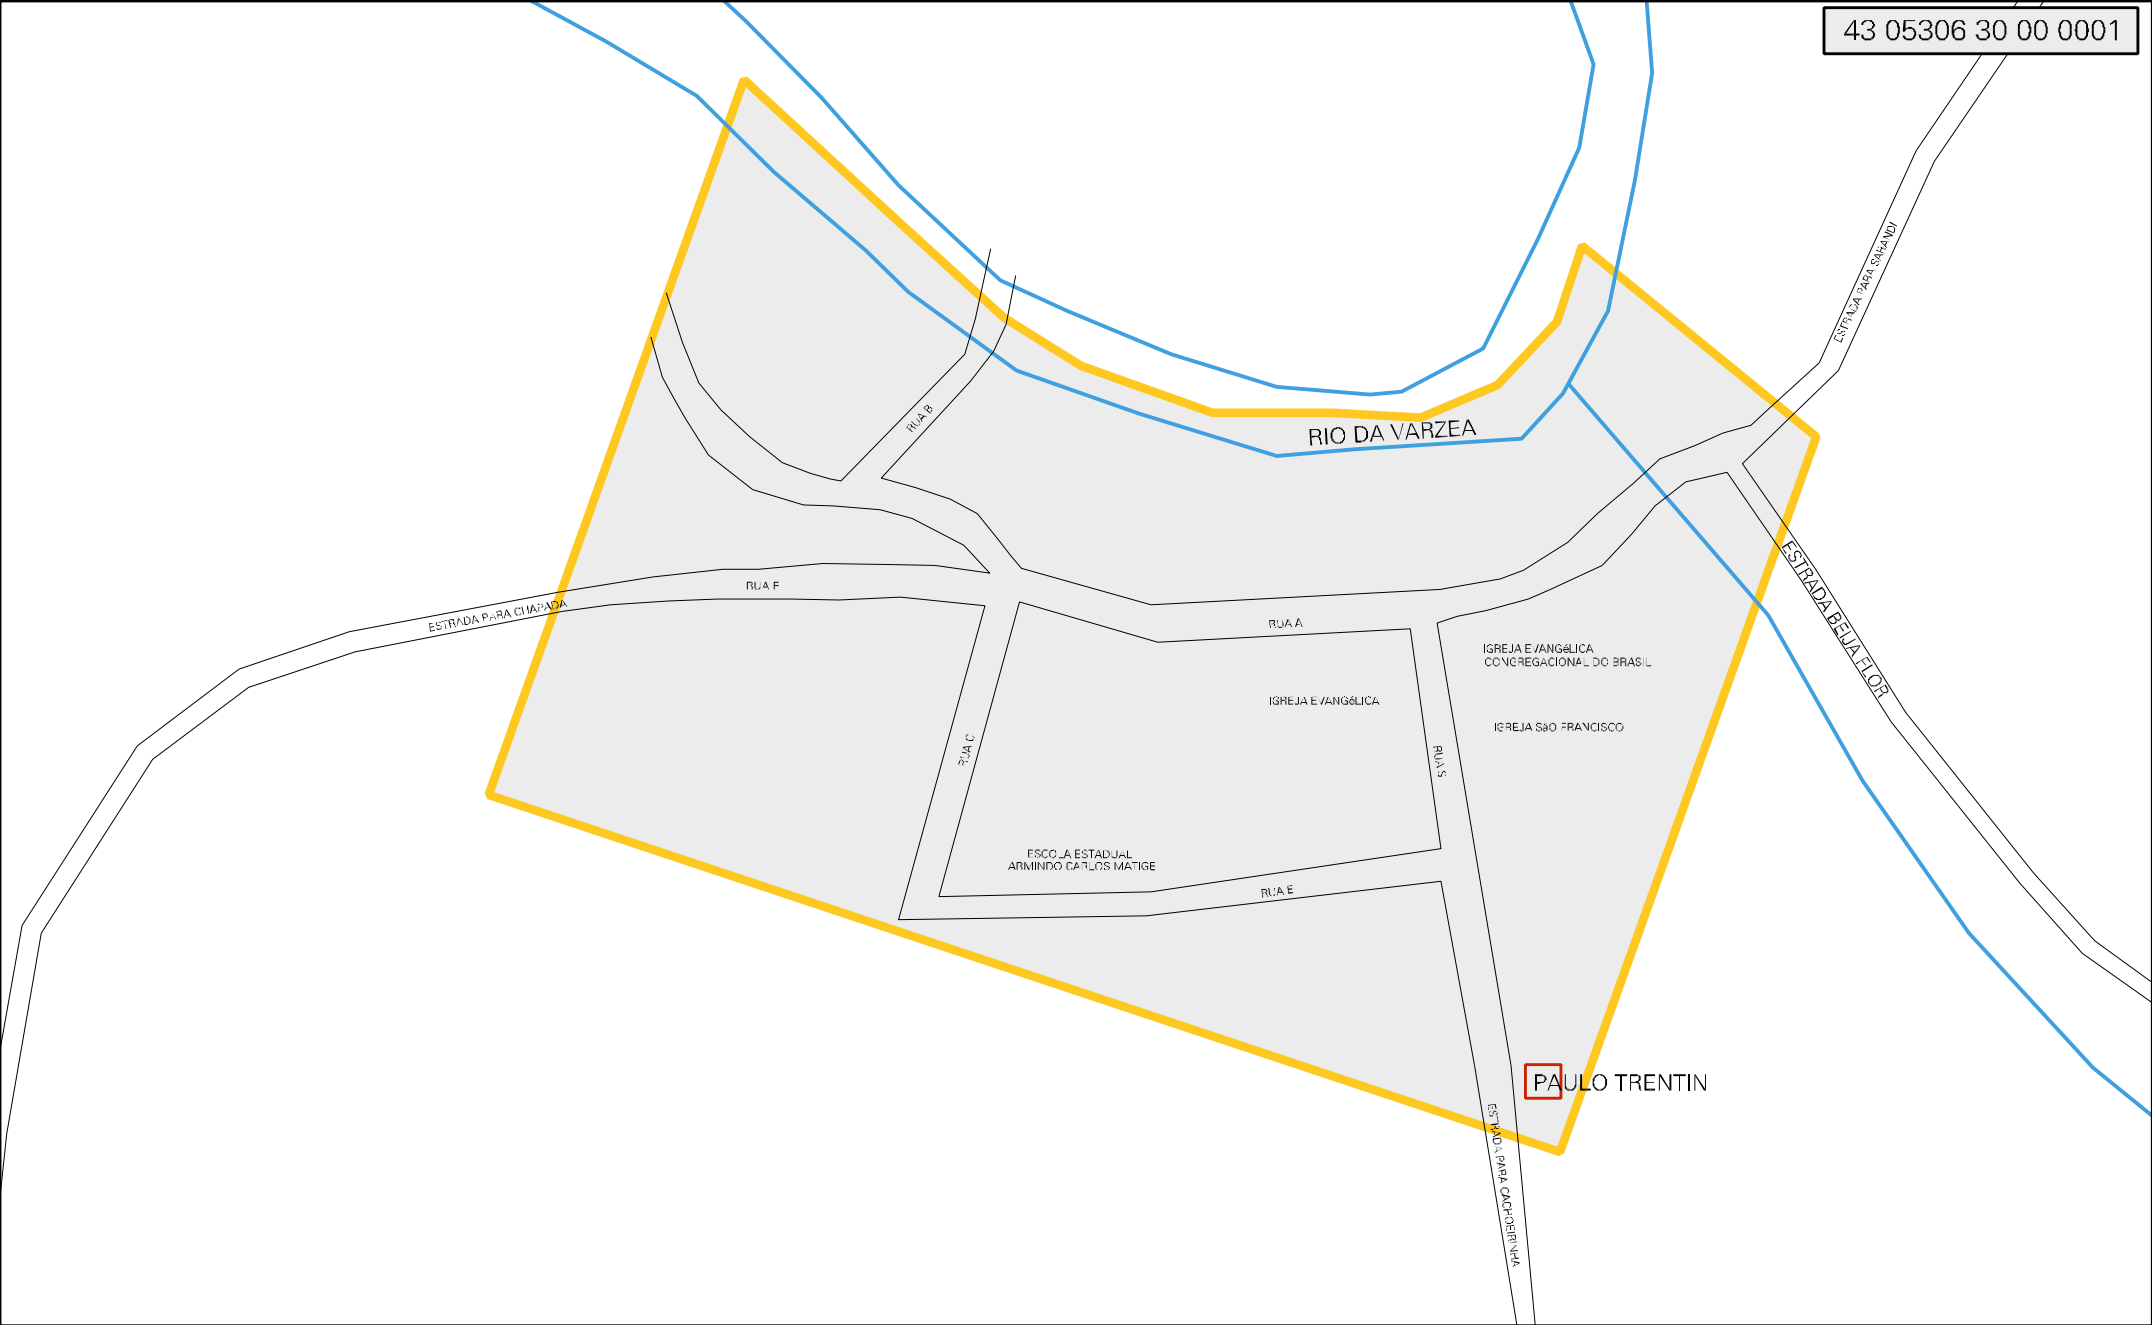 43 05306 30 00 0001
ESTRADA PARA SARANDI
RUA B
RIO DA VARZEA
ESTRADA BEIJA FLOR
RUA F
ESTRADA PARA CHAPADA
RUA A
IGREJA EVANGéLICA
CONGREGACIONAL DO BRASIL
IGREJA EVANGéLICA
IGREJA SãO FRANCISCO
RUA C
RUA S
ESCOLA ESTADUAL
ARMINDO CARLOS MATIGE
RUA E
PAULO TRENTIN
ESTRADA PARA CACHOEIRINHA